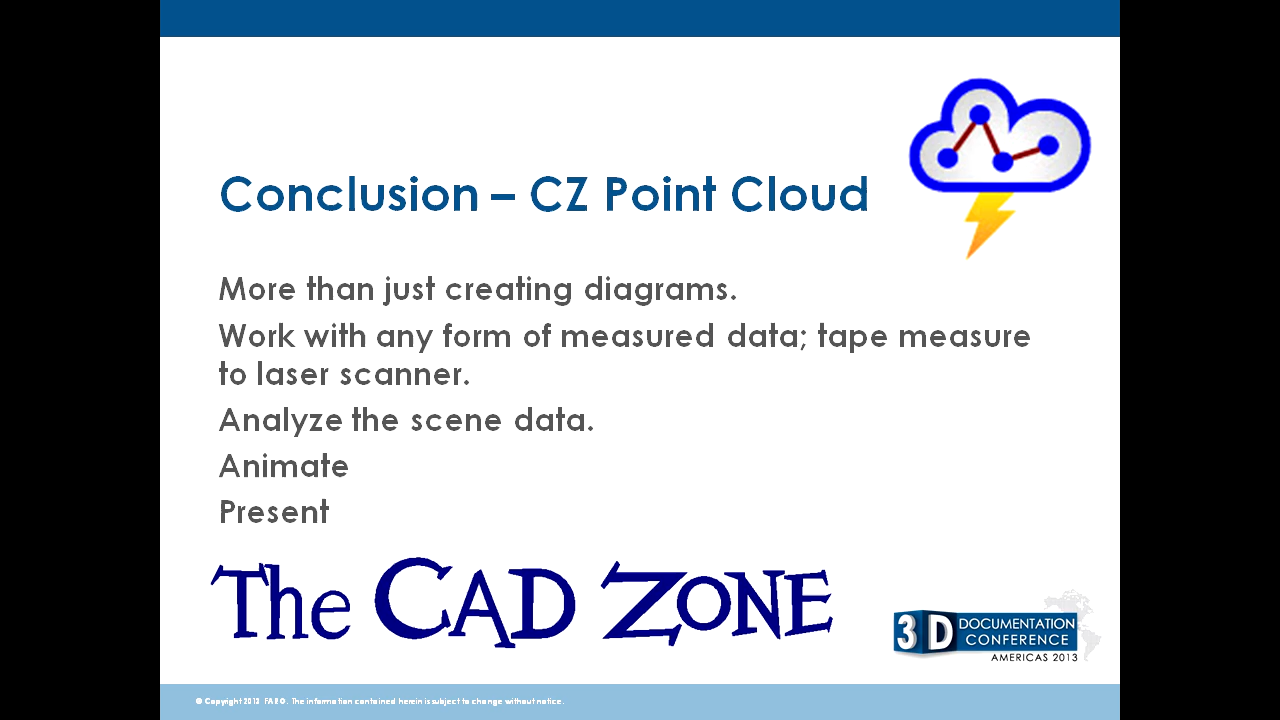 Conclusion – CZ Point Cloud
More than just creating diagrams.
Work with any form of measured data; tape measure
to laser scanner.
Analyze the scene data.
Animate
Present
The CAD ZONE
3D DOCUMENTATION
CONFERENCE
AMERICAS 2013
© Copyright 2013 FARO. The information contained herein is subject to change without notice.